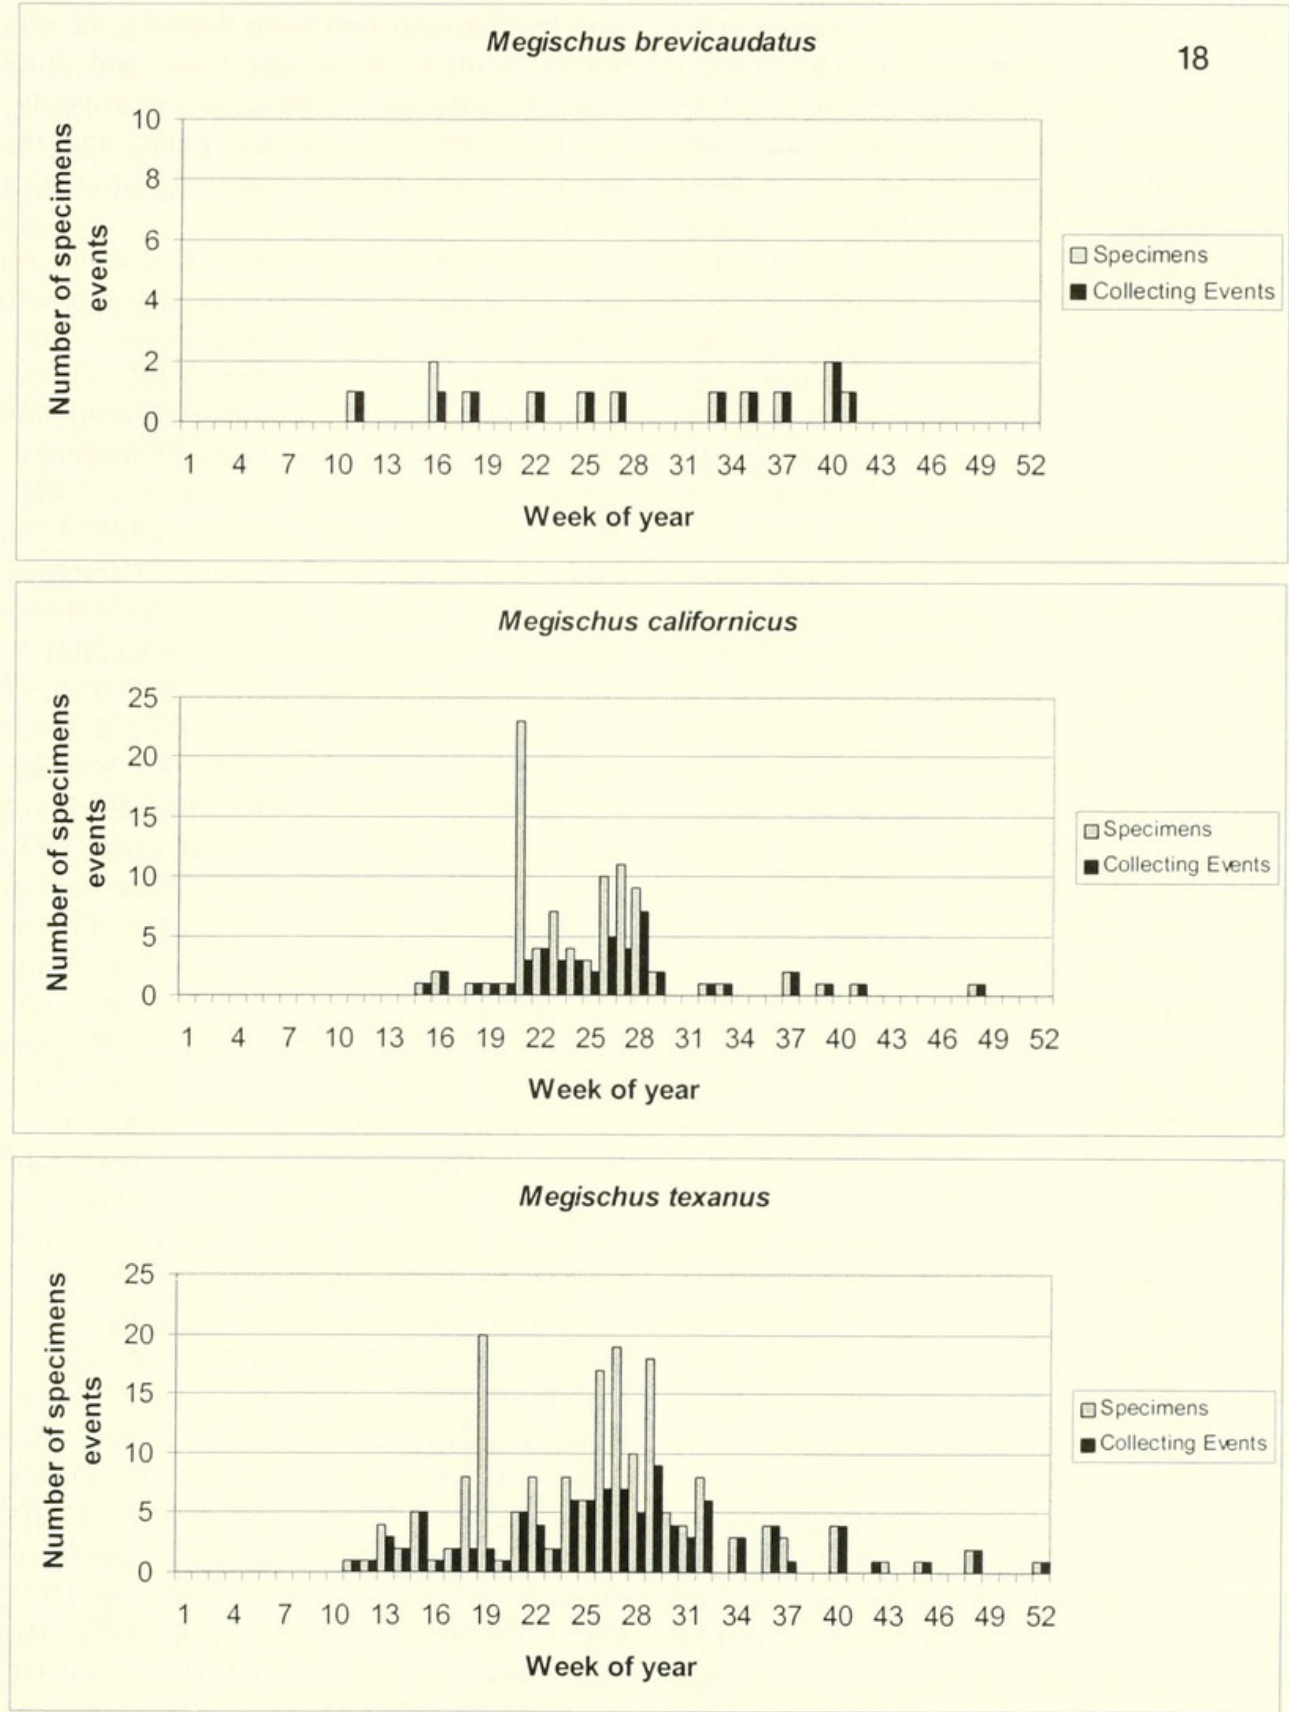 Megischus brevicaudatus
18
Number of specimens
events
10
8
6
4
2
0
1 4 7 10 13 16 19 22 25 28 31 34 37 40 43 46 49 52
Week of year
Specimens
Collecting Events
Megischus californicus
Number of specimens
events
25
20
15
10
5
0
1 4 7 10 13 16 19 22 25 28 31 34 37 40 43 46 49 52
Week of year
Specimens
Collecting Events
Megischus texanus
Number of specimens
events
25
20
15
10
5
0
1 4 7 10 13 16 19 22 25 28 31 34 37 40 43 46 49 52
Week of year
Specimens
Collecting Events